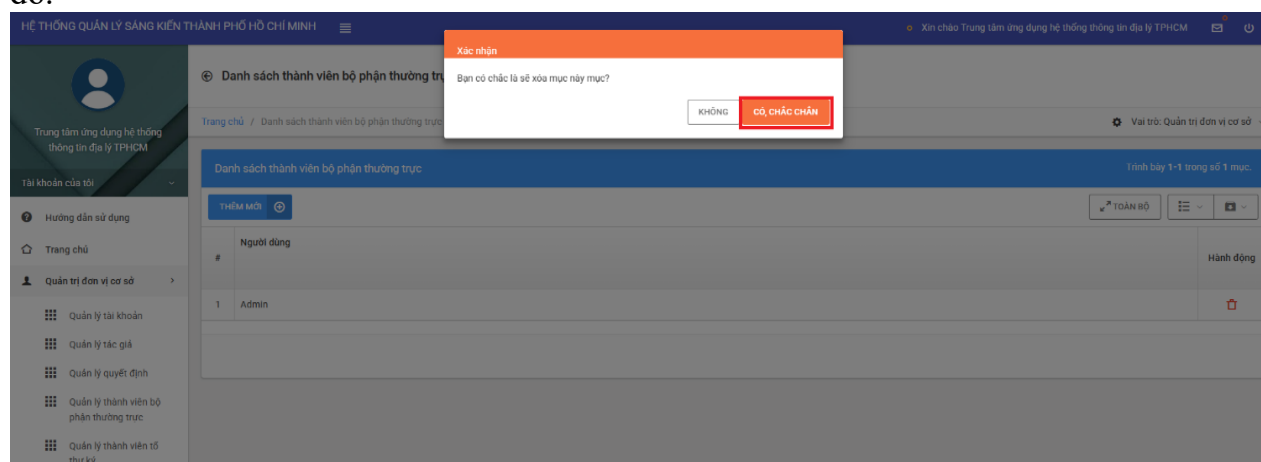 đó.
HỆ THỐNG QUẢN LÝ SÁNG KIẾN THÀNH PHỐ HỒ CHÍ MINH
Xin chào Trung tâm ứng dụng hệ thống thông tin địa lý TPHCM
Xác nhận
Bạn có chắc là sẽ xóa mục này mục?
KHÔNG
CÓ, CHẮC CHẮN
Danh sách thành viên bộ phận thường
Trang chủ / Danh sách thành viên bộ phận thường trực
Vai trò: Quản trị đơn vị cơ sở
Trung tâm ứng dụng hệ thống
thông tin địa lý TPHCM
Tài khoản của tôi
Hướng dẫn sử dụng
Trang chủ
Quản trị đơn vị cơ sở
Quản lý tài khoản
Quản lý tác giả
Quản lý quyết định
Quản lý thành viên bộ
phận thường trực
Quản lý thành viên tổ
thư ký
Danh sách thành viên bộ phận thường trực
Trình bày 1-1 trong số 1 mục.
THÊM MỚI
TOÀN BỘ
#
Người dùng
Hành động
1 Admin